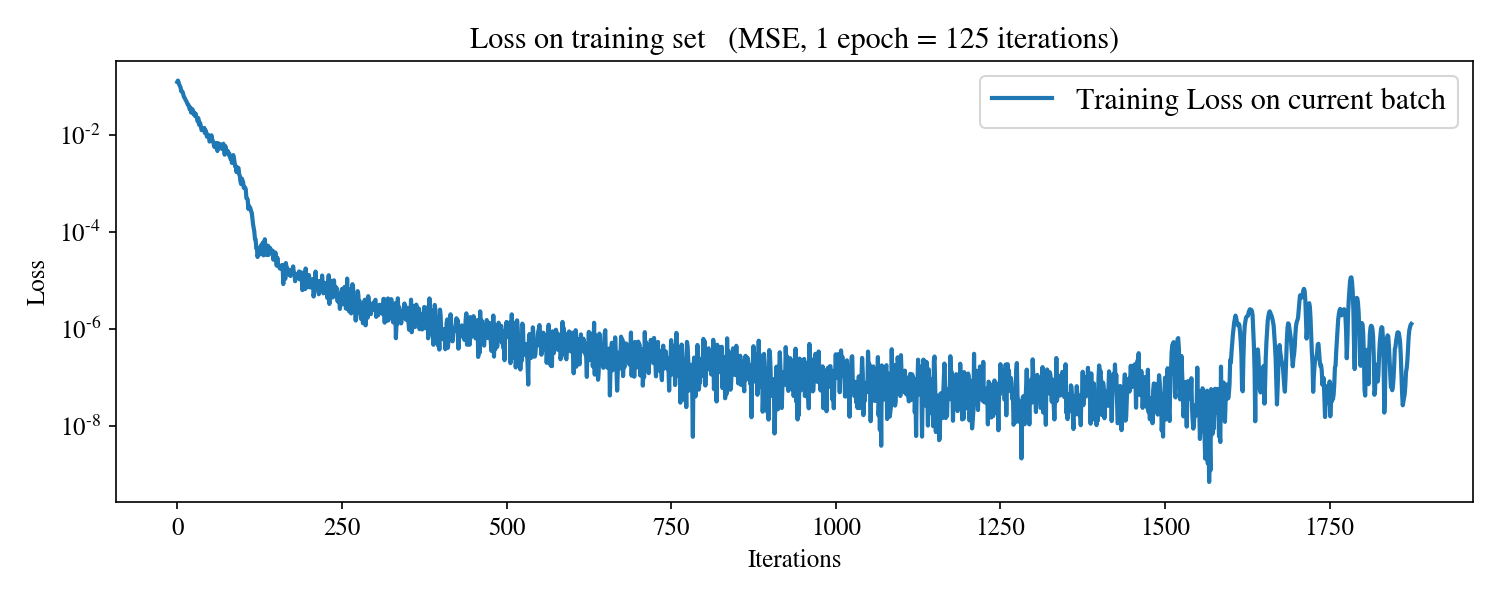 Loss on training set (MSE, 1 epoch = 125 iterations)
Training Loss on current batch
10⁻²
10⁻⁴
10⁻⁶
10⁻⁸
Loss
0 250 500 750 1000 1250 1500 1750
Iterations